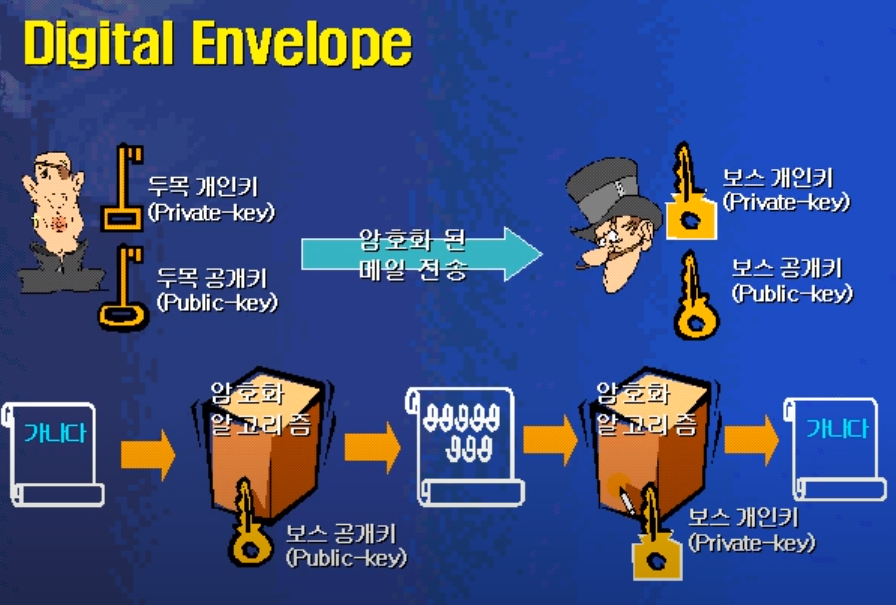 Digital Envelope
두목 개인키
(Private-key)
보스 개인키
(Private-key)
암호화 된
메일 전송
두목 공개키
(Public-key)
보스 공개키
(Public-key)
가나다
암호화
알고리즘
보스 공개키
(Public-key)
암호화
알고리즘
보스 개인키
(Private-key)
가나다